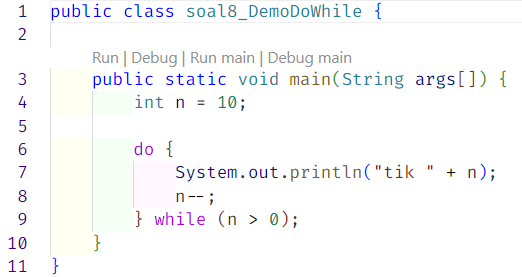 1 public class soal8_DemoDoWhile {
2
Run | Debug | Run main | Debug main
3 public static void main(String args[]) {
4 int n = 10;
5
6 do {
7 System.out.println("tik " + n);
8 n--;
9 } while (n > 0);
10 }
11 }